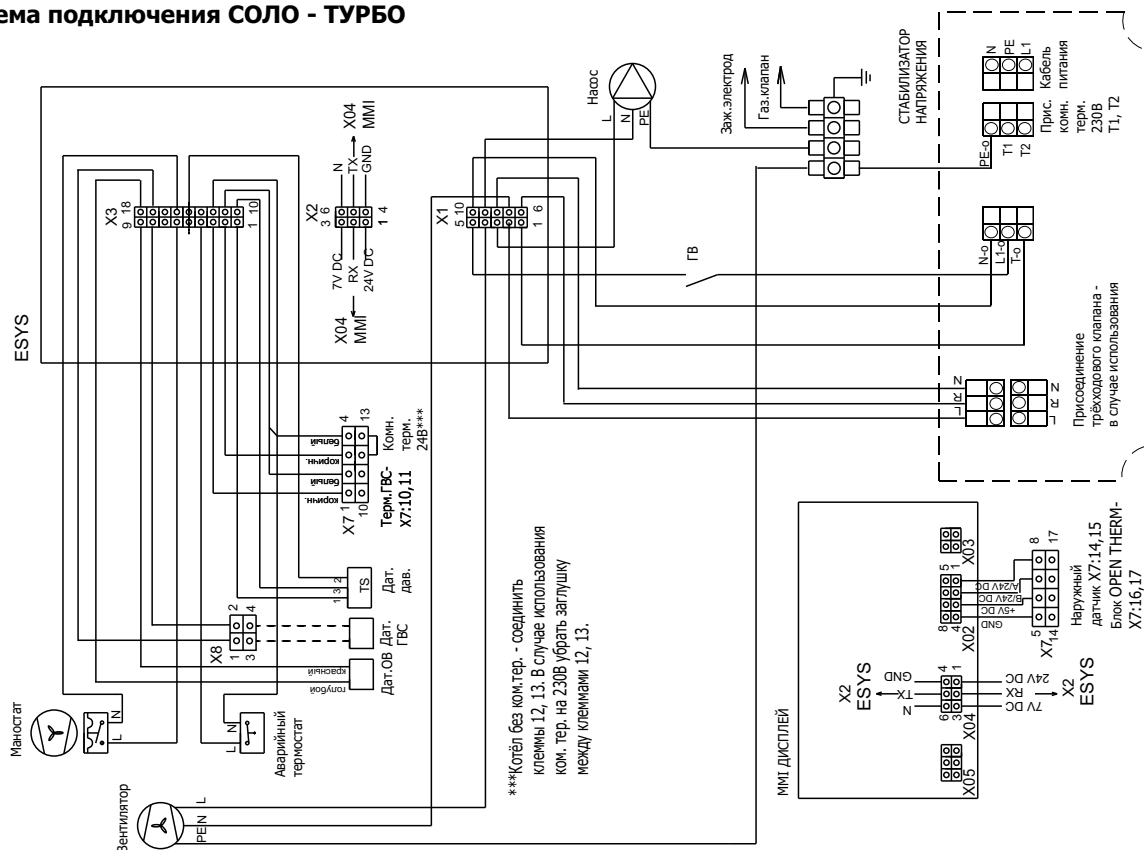 ема подключения СОЛО - ТУРБО
ESYS
X3
9 18
1 10
X2
3 6
1 4
7V DC
RX
24V DC
N
TX
GND
X04
MMI
X04
MMI
X1
5 10
1 6
Насос
L
N
PE
Заж.электрод
Газ.клапан
СТАБИЛИЗАТОР
НАПРЯЖЕНИЯ
N
PE
L1
Кабель
питания
Прис.
комн.
терм.
230В
T1, T2
PE-o
T1
T2
ГВ
N-o
L1-o
T-o
Присоединение
трёхходового клапана -
в случае использования
N
R
L
N
R
L
Маностат
L
N
Аварийный
термостат
L
N
Вентилятор
PE
N
L
X8
1 2
3 4
Дат.ОВ
голубой
красный
Дат.
ГВС
TS
1 3 2
Дат.
дав.
X7
1 4
10 13
коричн.
белый
коричн.
белый
Терм.ГВС-
X7:10,11
Комн.
терм.
24В***
***Котёл без ком.тер. - соединить
клеммы 12, 13. В случае использования
ком. тер. на 230В убрать заглушку
между клеммами 12, 13.
MMI ДИСПЛЕЙ
X05
X04
6 4
3 1
N
TX
GND
X2
ESYS
7V DC
RX
24V DC
X2
ESYS
X02
8 5
4 1
X03
GND
+5V DC
B/24V DC
A/24V DC
X7
5 8
14 17
Наружный
датчик X7:14,15
Блок OPEN THERM-
X7:16,17